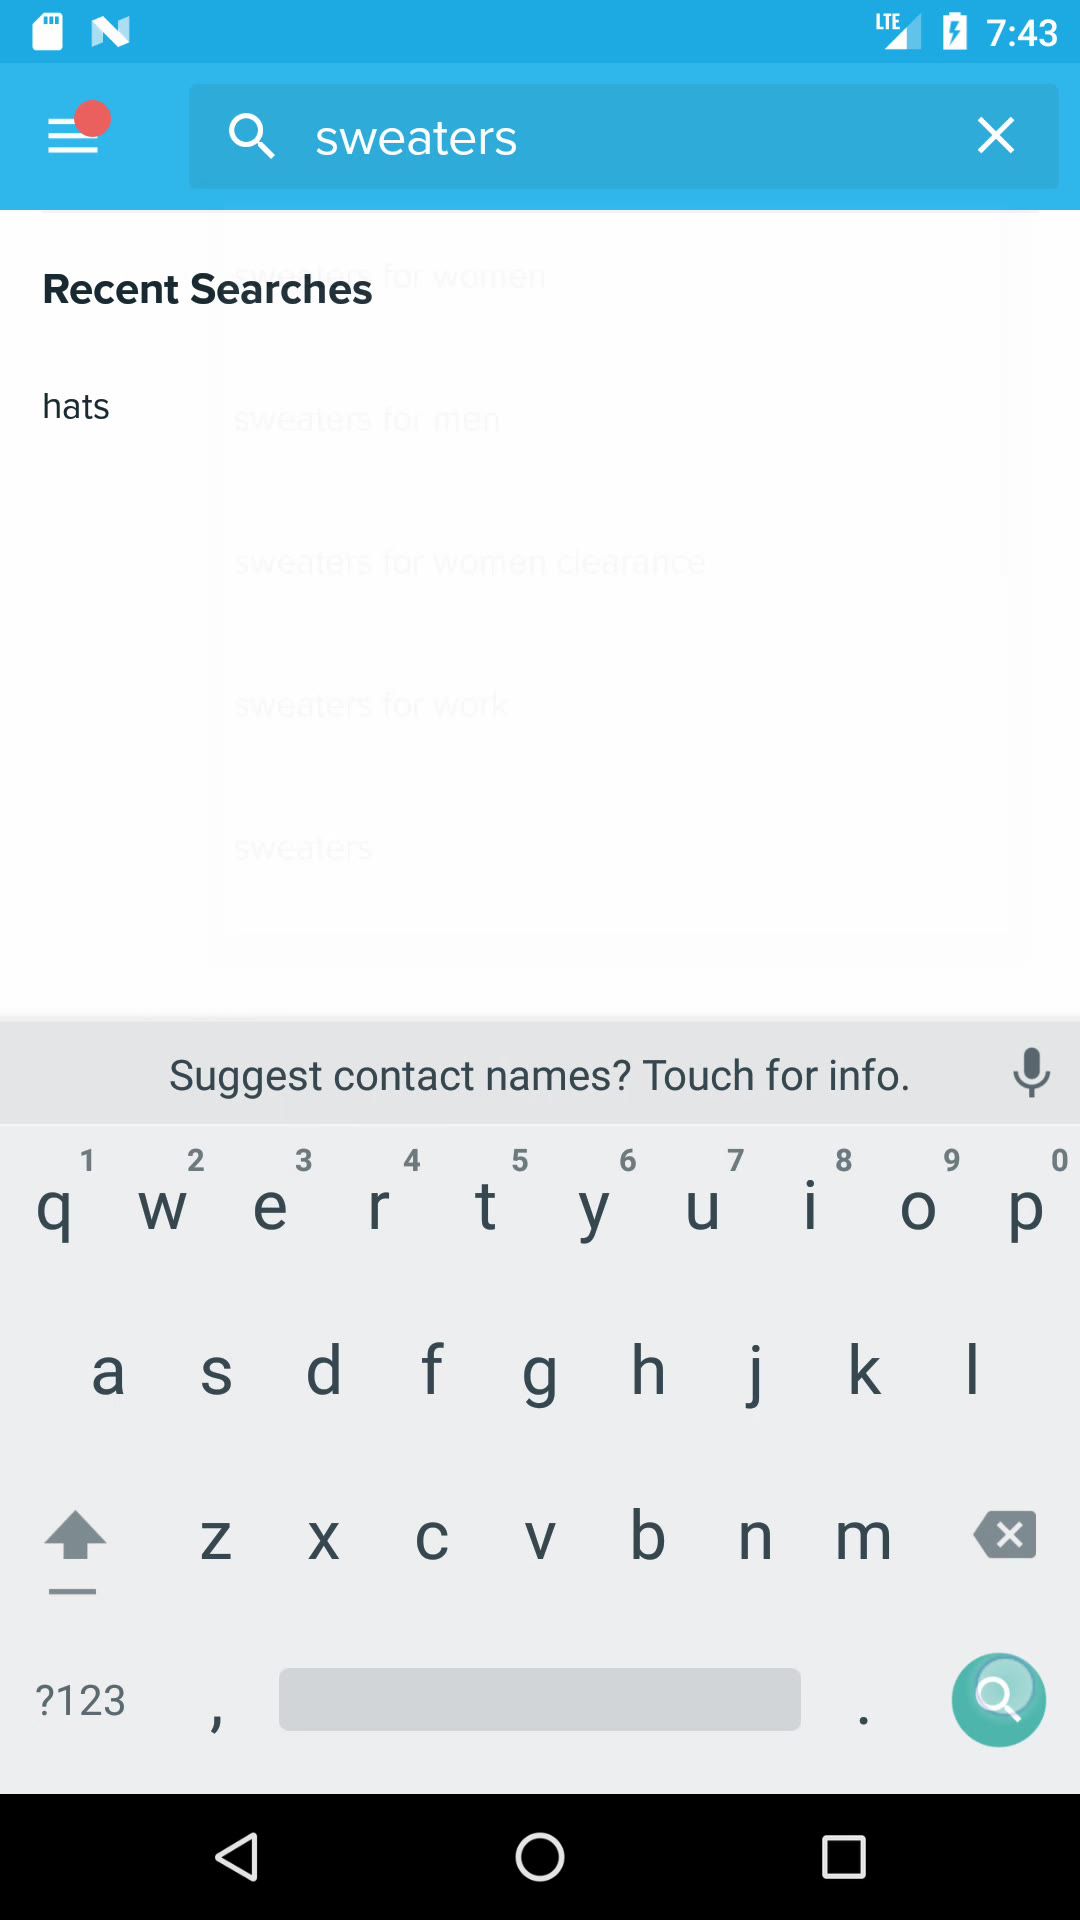 LTE 7:43
sweaters
sweaters for women
Recent Searches
hats
sweaters for men
sweaters for women clearance
sweaters for work
sweaters
Suggest contact names? Touch for info.
1 2 3 4 5 6 7 8 9 0
q w e r t y u i o p
a s d f g h j k l
z x c v b n m
?123 , .